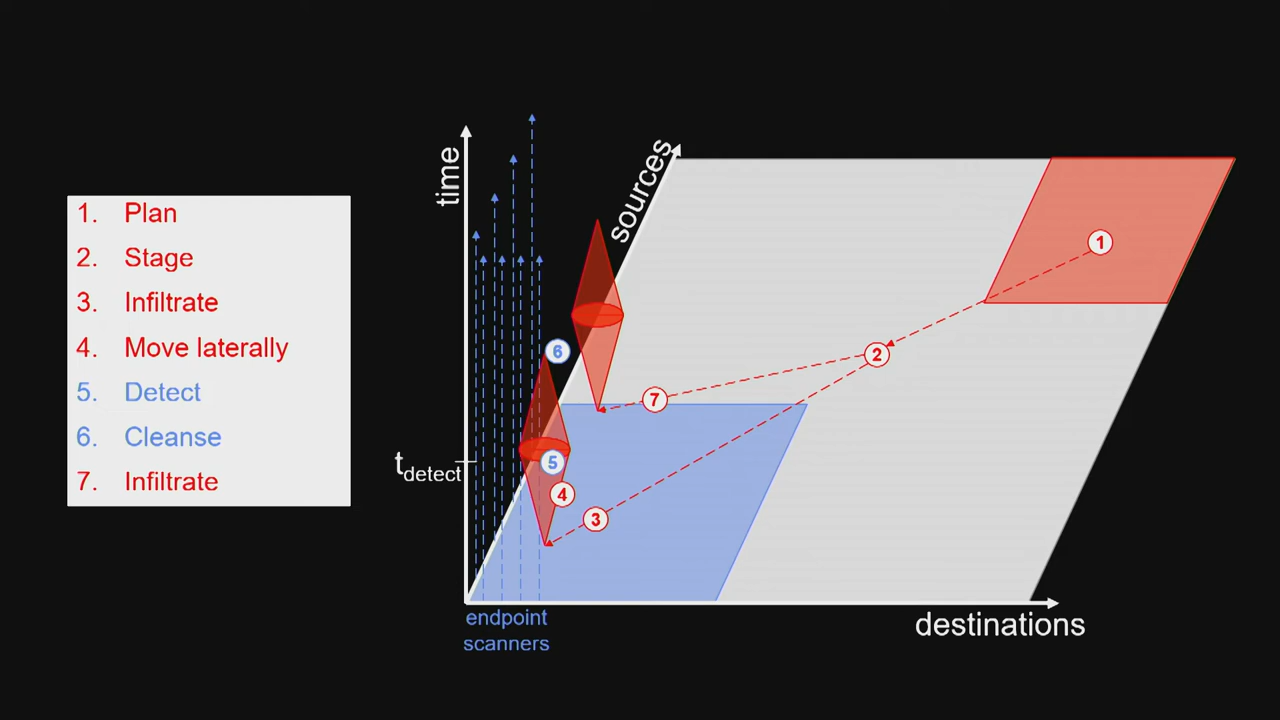 1. Plan
2. Stage
3. Infiltrate
4. Move laterally
5. Detect
6. Cleanse
7. Infiltrate
time
sources
1
2
6
7
5
4
3
tdetect
endpoint
scanners
destinations